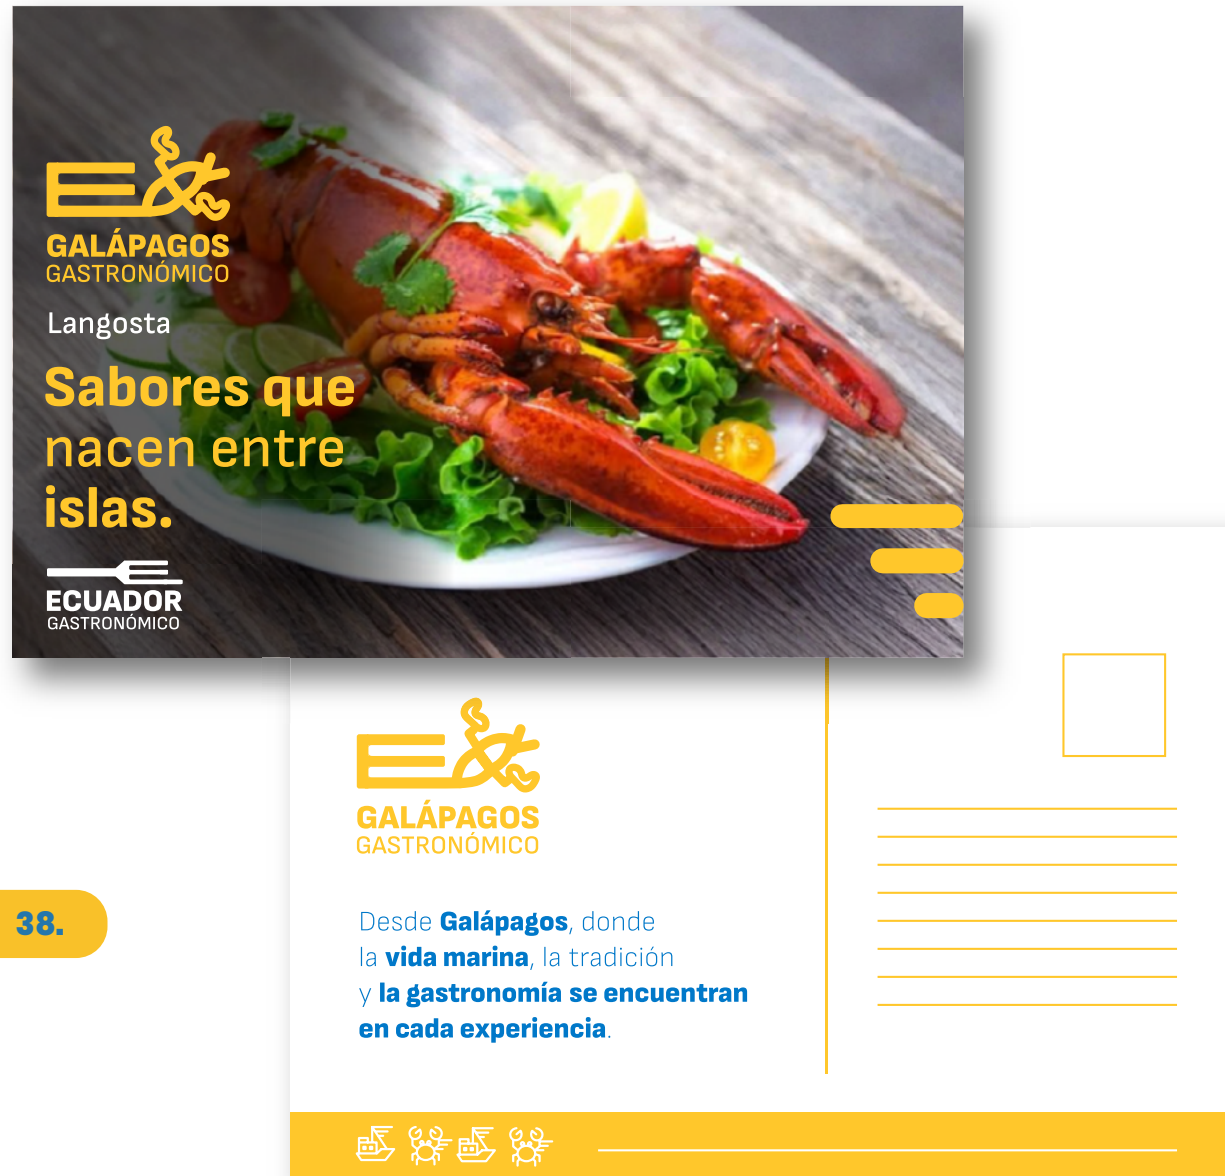 GALÁPAGOS
GASTRONÓMICO
Langosta
Sabores que
nacen entre
islas.
ECUADOR
GASTRONÓMICO
GALÁPAGOS
GASTRONÓMICO
38.
Desde Galápagos, donde
la vida marina, la tradición
y la gastronomía se encuentran
en cada experiencia.